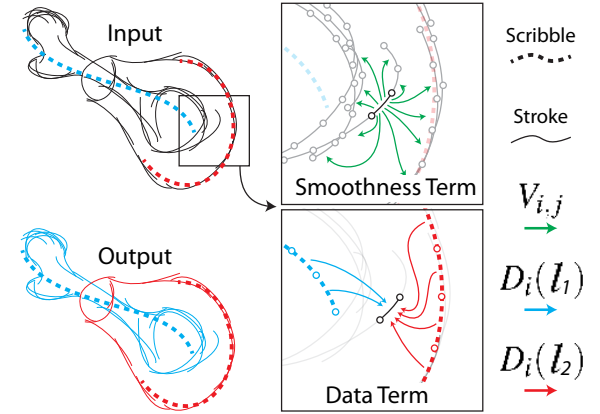 Input
Smoothness Term
Output
Data Term
Scribble
Stroke
V_{i,j}
D_i(l_1)
D_i(l_2)